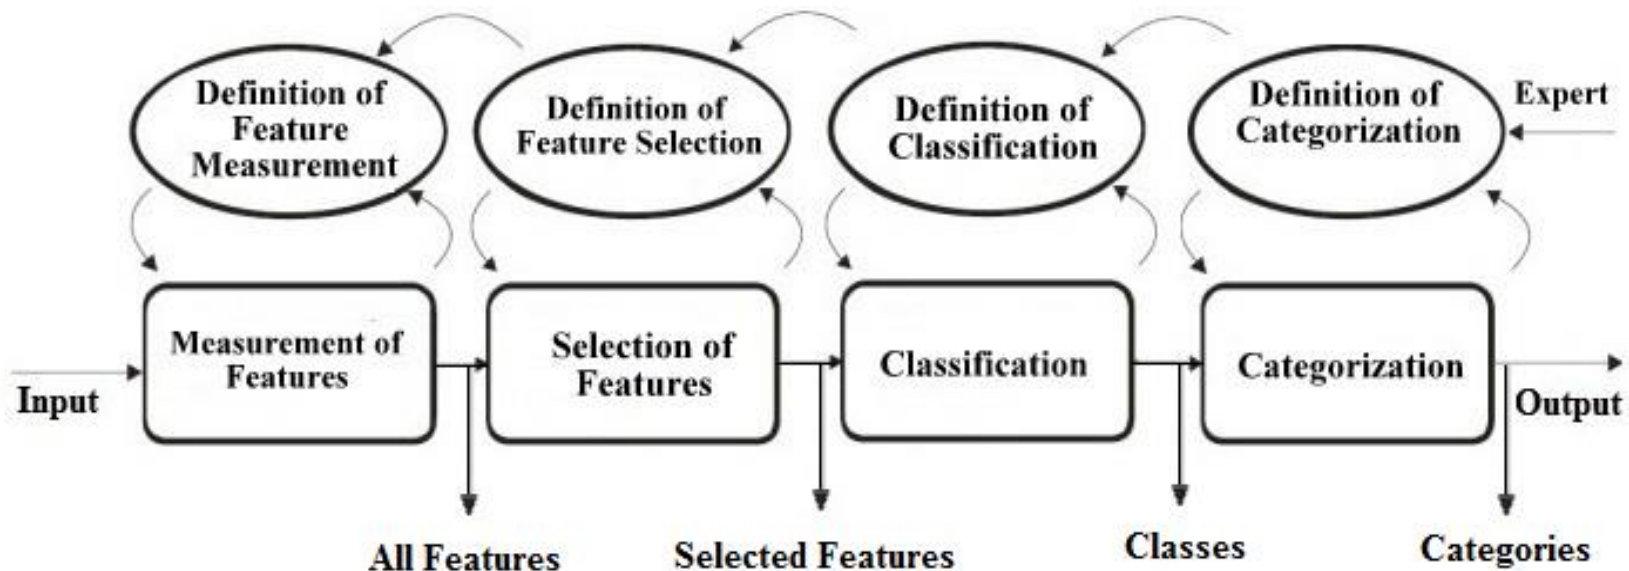 Definition of
Feature
Measurement
Definition of
Feature Selection
Definition of
Classification
Definition of
Categorization
Expert
Measurement of
Features
Selection of
Features
Classification
Categorization
Input
Output
All Features
Selected Features
Classes
Categories